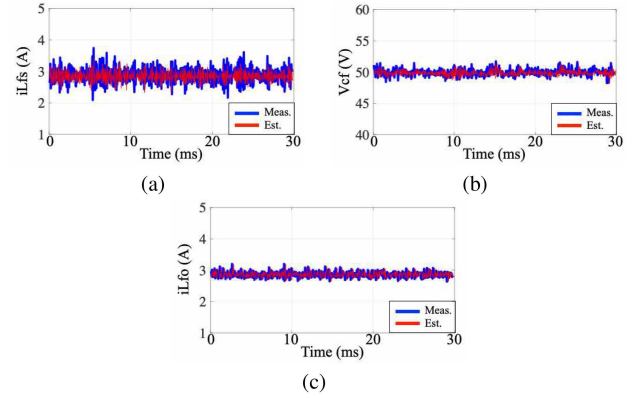 5
4
3
2
1
iLfs (A)
Meas.
Est.
0
10
20
30
Time (ms)
(a)
60
55
50
45
40
Vcf (V)
Meas.
Est.
0
10
20
30
Time (ms)
(b)
5
4
3
2
1
iLfo (A)
Meas.
Est.
0
10
20
30
Time (ms)
(c)